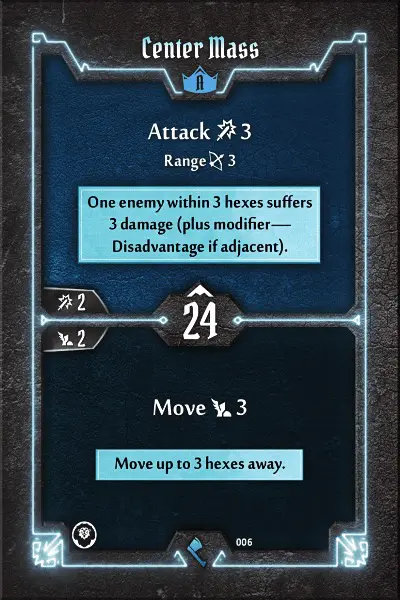 Center Mass
A
Attack 3
Range 3
One enemy within 3 hexes suffers
3 damage (plus modifier—
Disadvantage if adjacent).
2
24
2
Move 3
Move up to 3 hexes away.
006